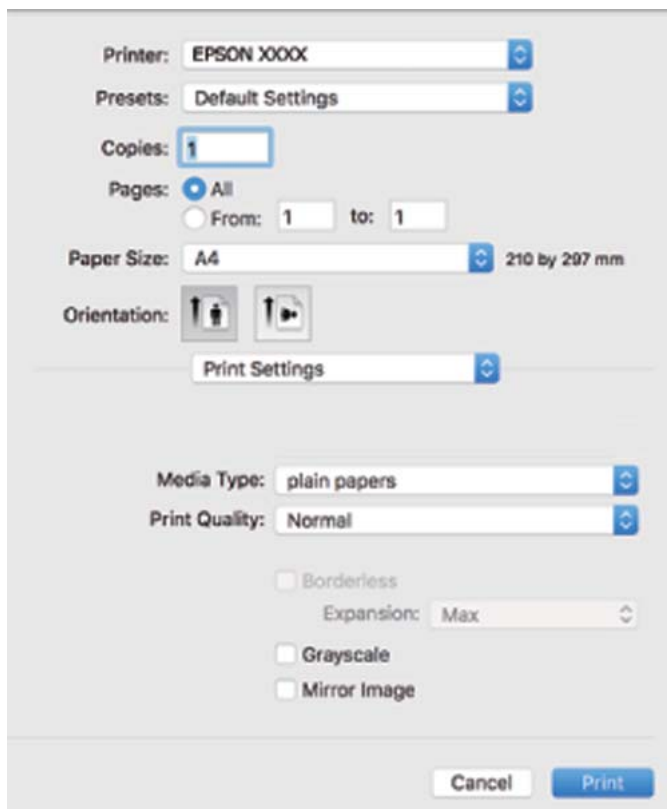 Printer: EPSON XXXX
Presets: Default Settings
Copies: 1
Pages: All
From: 1 to: 1
Paper Size: A4 210 by 297 mm
Orientation:
Print Settings
Media Type: plain papers
Print Quality: Normal
Borderless
Expansion: Max
Grayscale
Mirror Image
Cancel Print